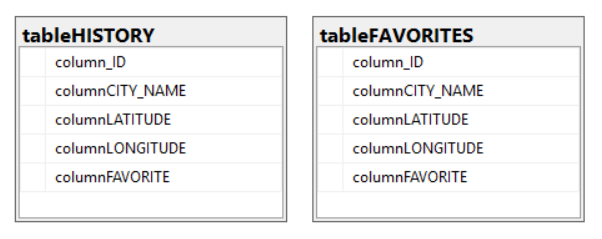 tableHISTORY
column_ID
columnCITY_NAME
columnLATITUDE
columnLONGITUDE
columnFAVORITE
tableFAVORITES
column_ID
columnCITY_NAME
columnLATITUDE
columnLONGITUDE
columnFAVORITE